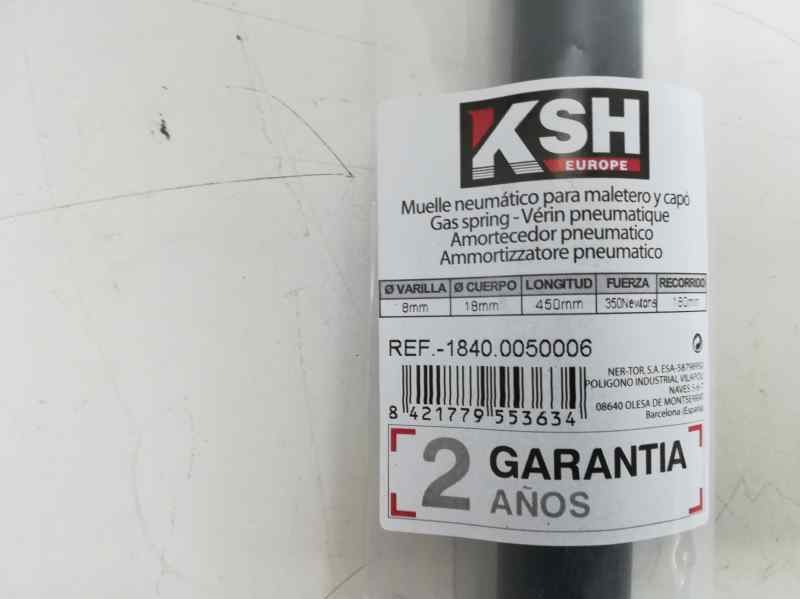 KSH
EUROPE
Muelle neumático para maletero y capó
Gas spring - Vérin pneumatique
Amortecedor pneumatico
Ammortizzatore pneumatico
Ø VARILLA Ø CUERPO LONGITUD FUERZA RECORRIDO
8mm 18mm 450mm 350Newtons 180mm
REF.-1840.0050006
NER-TOR, S.A.
POLIGONO INDUSTRIAL
NAVES
08640 OLESA DE MONTSERRAT
Barcelona (España)
8 421779 553634
2 GARANTIA
AÑOS